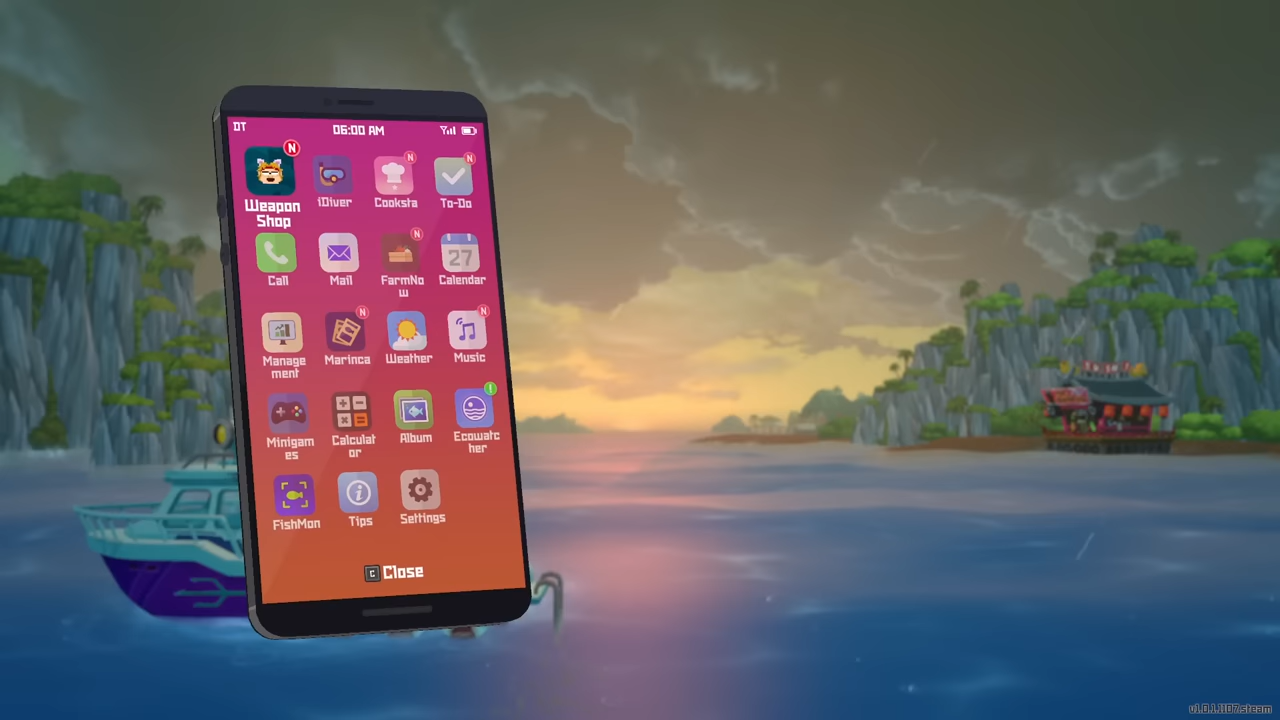 DT 06:00 AM
N
Weapon
Shop
iDiver
N
Cooksta
N
To-Do
Call
Mail
N
FarmNo
w
27
Calendar
Manage
ment
N
Marinca
Weather
N
Music
Minigam
es
Calculat
or
Album
!
Ecowatc
her
FishMon
Tips
Settings
C Close
v1.0.1.1107.steam